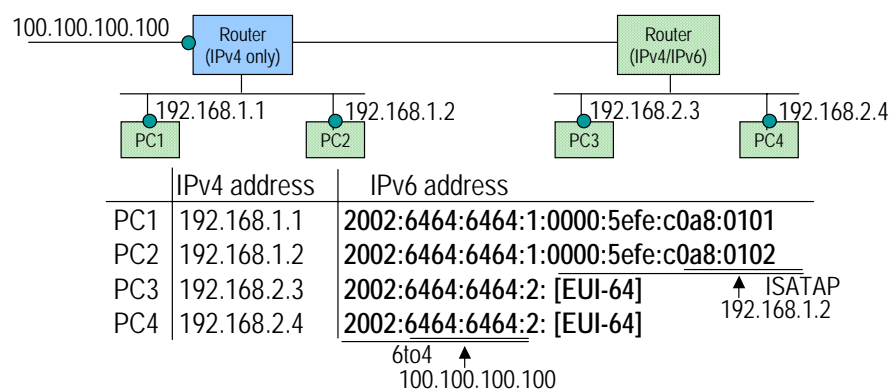 100.100.100.100
Router
(IPv4 only)
Router
(IPv4/IPv6)
192.168.1.1
192.168.1.2
192.168.2.3
192.168.2.4
PC1
PC2
PC3
PC4
IPv4 address IPv6 address
PC1 192.168.1.1 2002:6464:6464:1:0000:5efe:c0a8:0101
PC2 192.168.1.2 2002:6464:6464:1:0000:5efe:c0a8:0102
PC3 192.168.2.3 2002:6464:6464:2: [EUI-64]
ISATAP
192.168.1.2
PC4 192.168.2.4 2002:6464:6464:2: [EUI-64]
6to4
100.100.100.100